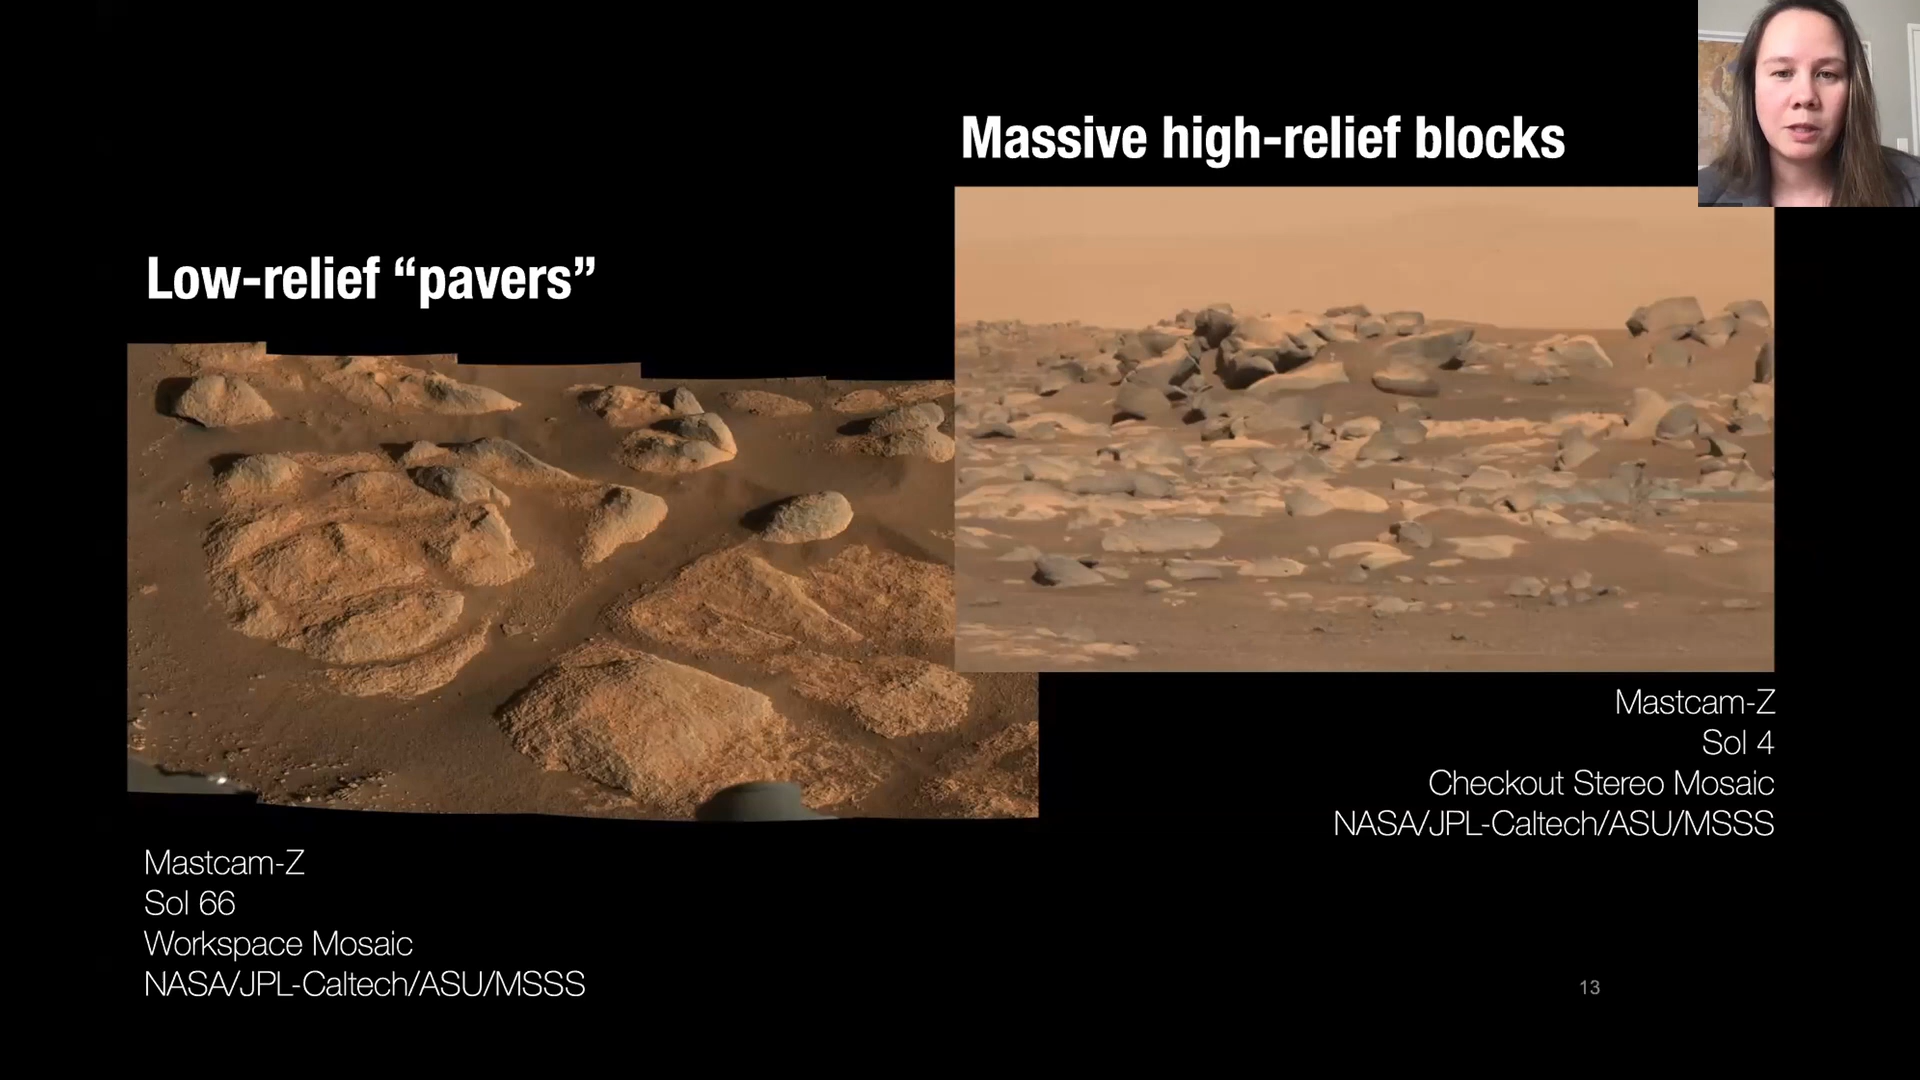 Massive high-relief blocks
Low-relief “pavers”
Mastcam-Z
Sol 4
Checkout Stereo Mosaic
NASA/JPL-Caltech/ASU/MSSS
Mastcam-Z
Sol 66
Workspace Mosaic
NASA/JPL-Caltech/ASU/MSSS
13